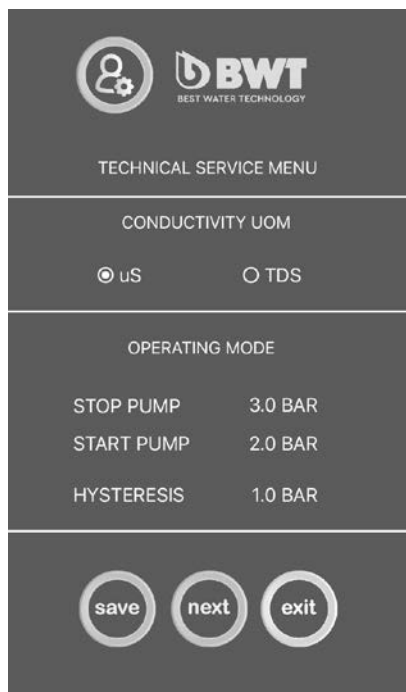 BWT
BEST WATER TECHNOLOGY
TECHNICAL SERVICE MENU
CONDUCTIVITY UOM
uS TDS
OPERATING MODE
STOP PUMP 3.0 BAR
START PUMP 2.0 BAR
HYSTERESIS 1.0 BAR
save next exit